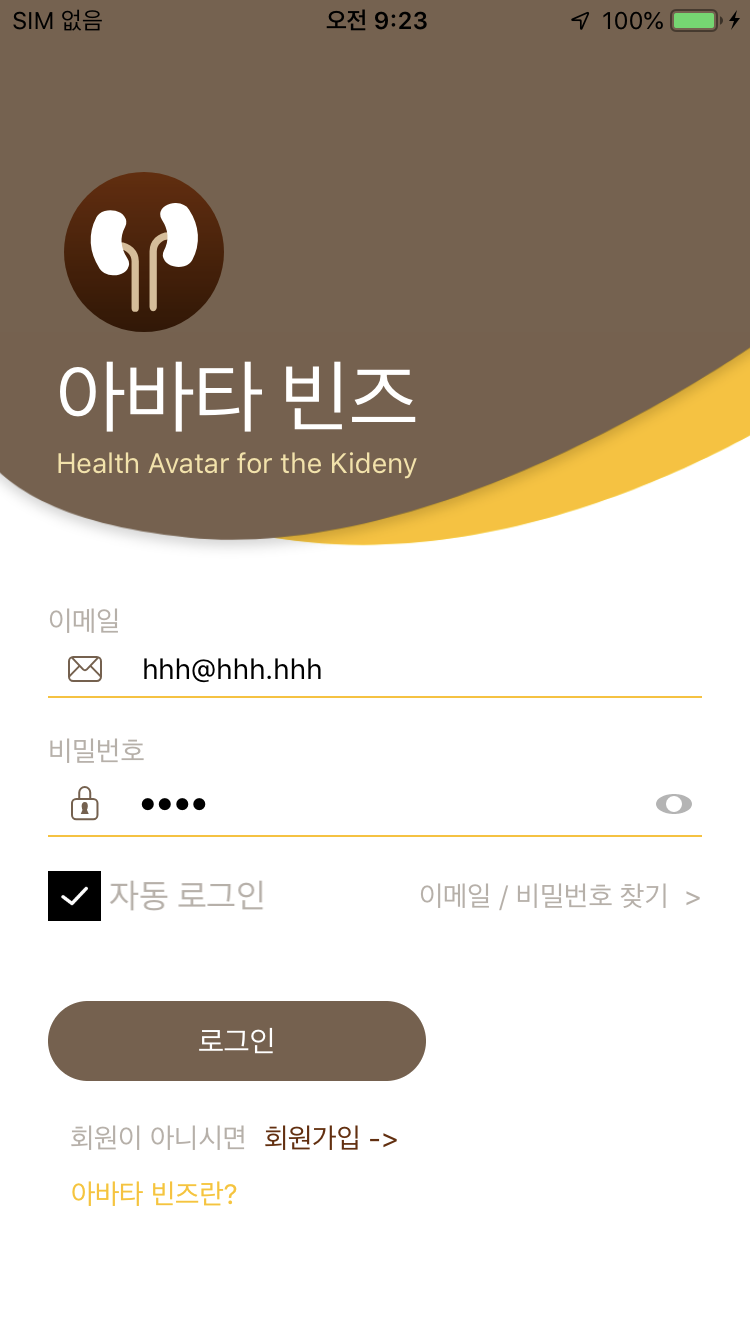 SIM 없음 오전 9:23 100%
아바타 빈즈
Health Avatar for the Kideny
이메일
hhh@hhh.hhh
비밀번호
••••
자동 로그인 이메일 / 비밀번호 찾기 >
로그인
회원이 아니시면 회원가입 ->
아바타 빈즈란?